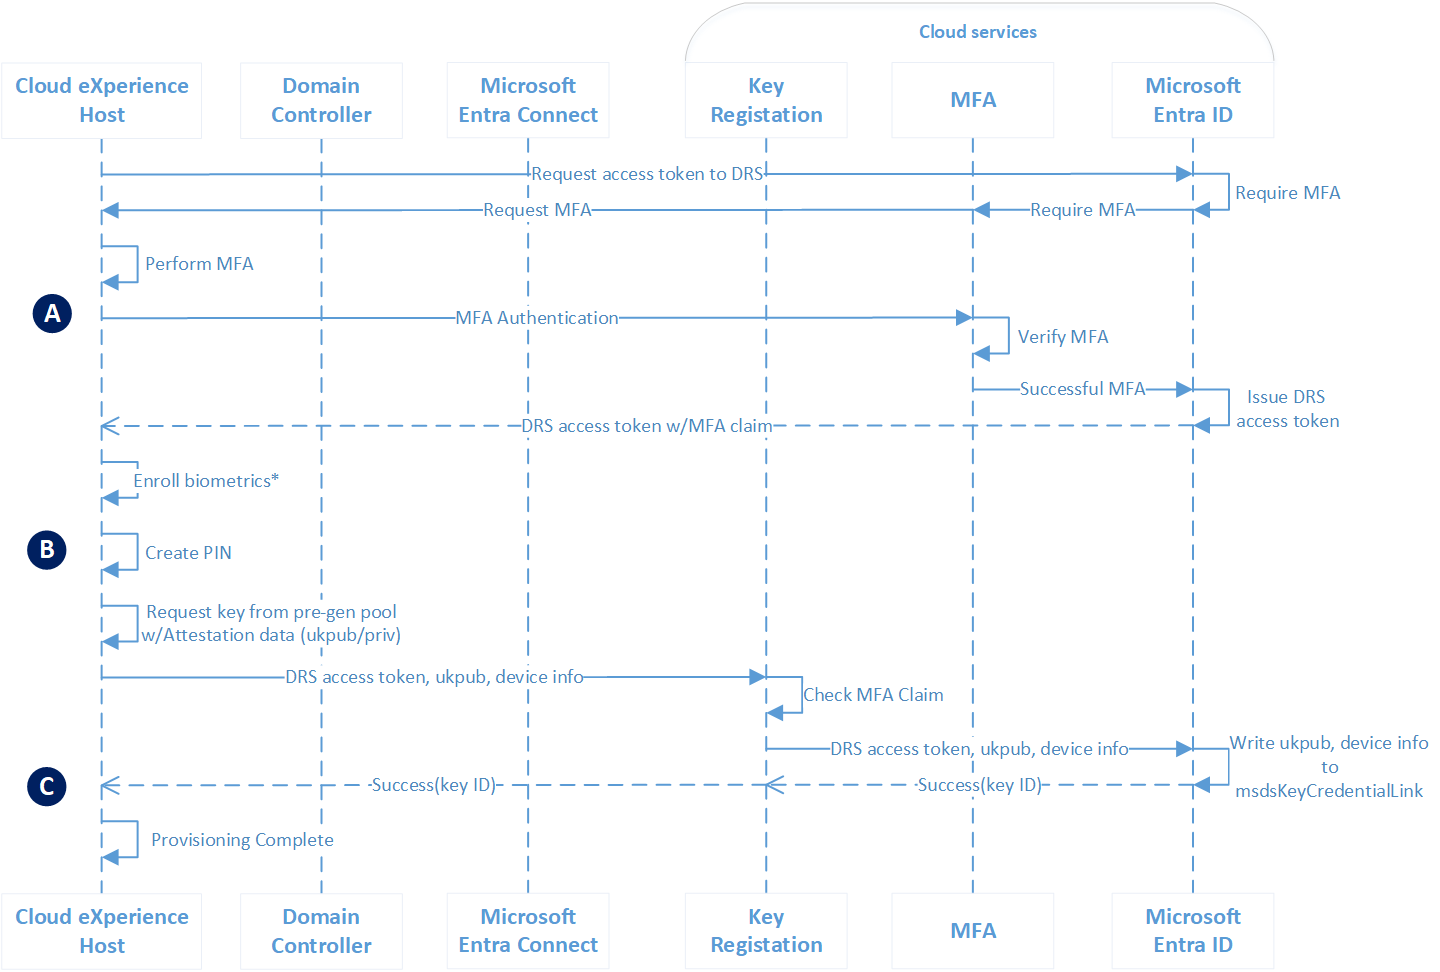 Cloud services
Cloud eXperience
Host
Domain
Controller
Microsoft
Entra Connect
Key
Registation
MFA
Microsoft
Entra ID
Request access token to DRS
Require MFA
Request MFA
Require MFA
Perform MFA
A
MFA Authentication
Verify MFA
Successful MFA
Issue DRS
access token
DRS access token w/MFA claim
Enroll biometrics*
B
Create PIN
Request key from pre-gen pool
w/Attestation data (ukpub/priv)
DRS access token, ukpub, device info
Check MFA Claim
DRS access token, ukpub, device info
Write ukpub, device info
to
msdsKeyCredentialLink
C
Success(key ID)
Success(key ID)
Provisioning Complete
Cloud eXperience
Host
Domain
Controller
Microsoft
Entra Connect
Key
Registation
MFA
Microsoft
Entra ID